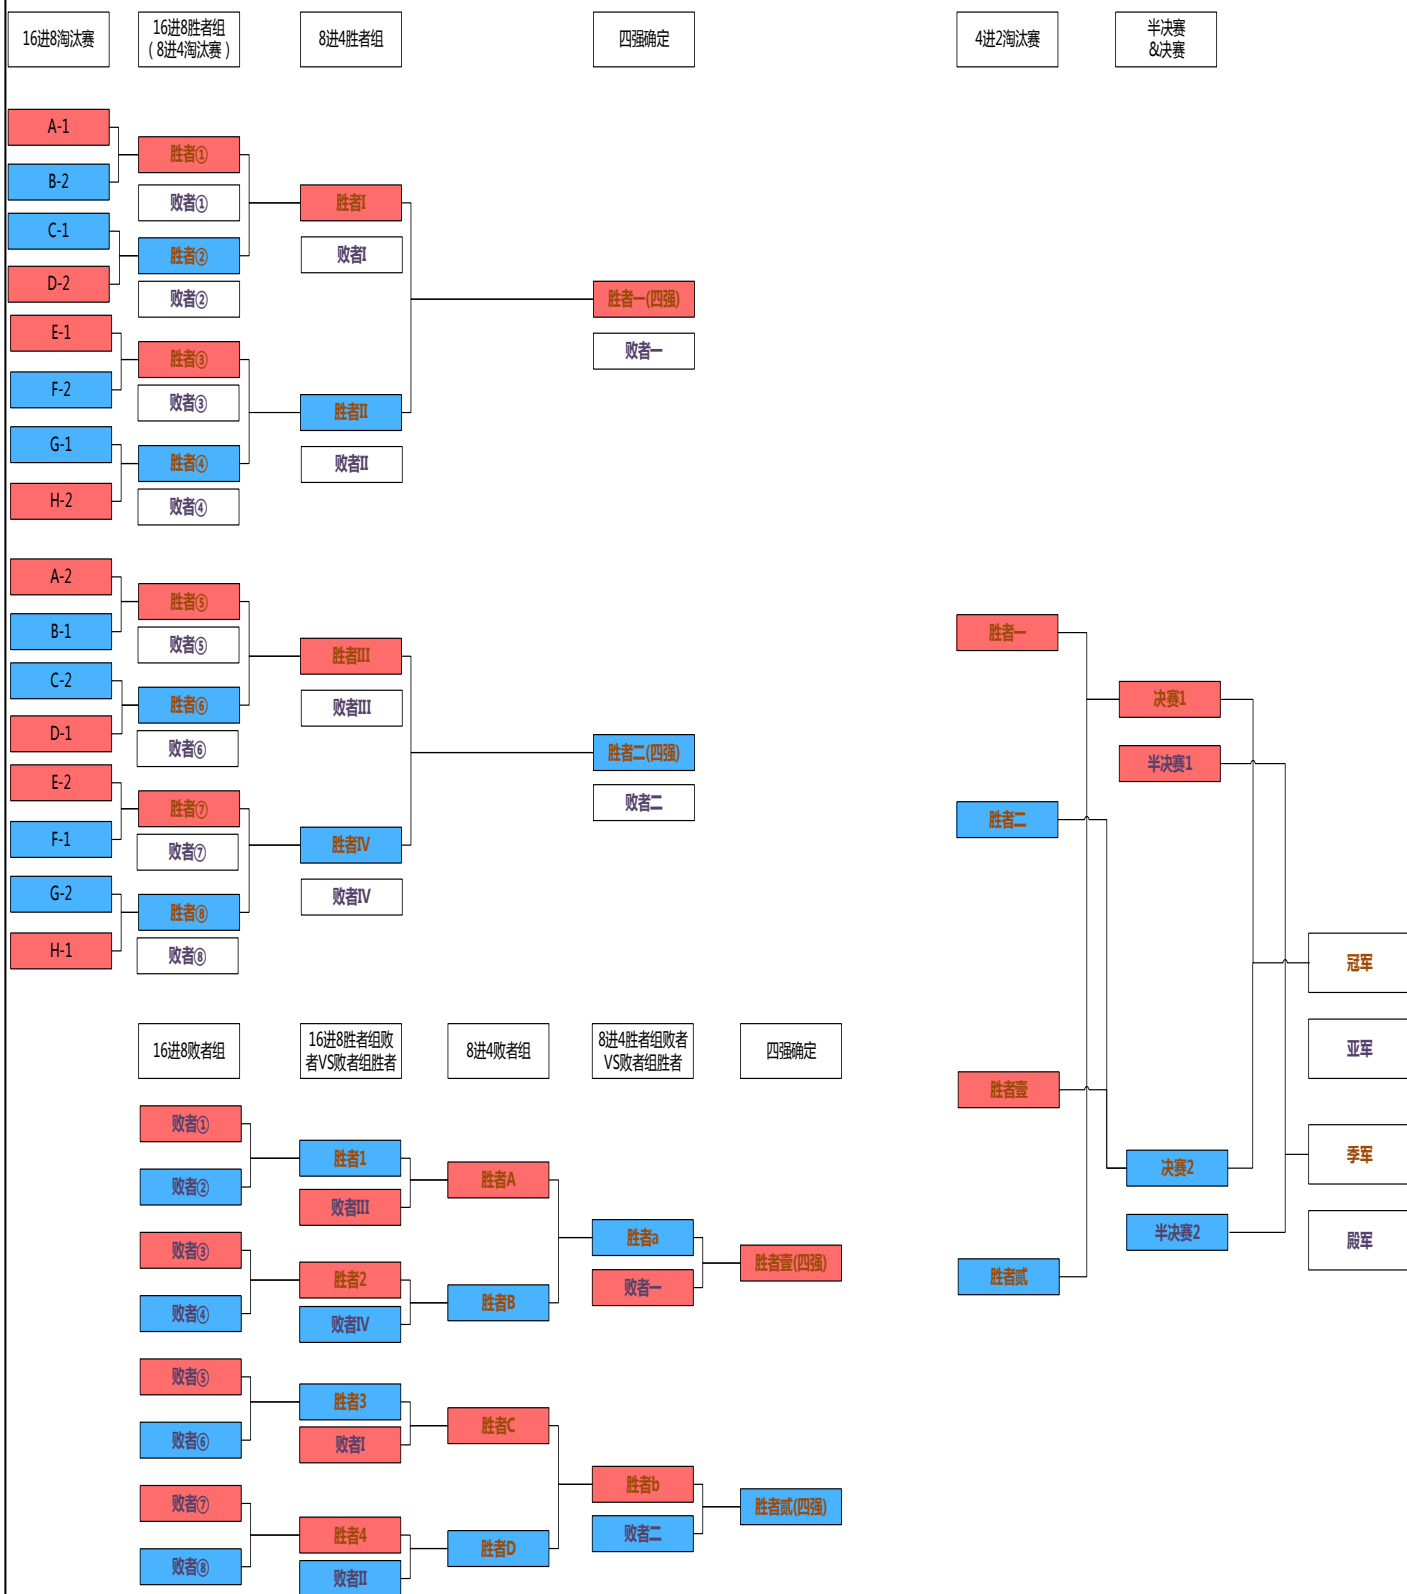 16进8淘汰赛
16进8胜者组
(8进4淘汰赛)
8进4胜者组
四强确定
4进2淘汰赛
半决赛
&决赛
A-1
胜者①
B-2
败者①
胜者I
C-1
胜者②
败者I
D-2
败者②
胜者一(四强)
E-1
胜者③
败者一
F-2
败者③
胜者II
G-1
胜者④
败者II
H-2
败者④
A-2
胜者⑤
B-1
败者⑤
胜者III
胜者一
C-2
胜者⑥
败者III
决赛1
D-1
败者⑥
胜者二(四强)
半决赛1
E-2
胜者⑦
败者二
胜者二
F-1
败者⑦
胜者IV
G-2
胜者⑧
败者IV
H-1
败者⑧
冠军
16进8败者组
16进8胜者组败
者VS败者组胜者
8进4败者组
8进4胜者组败者
VS败者组胜者
四强确定
亚军
败者①
胜者壹
胜者1
季军
败者②
胜者A
决赛2
败者III
败者③
胜者a
半决赛2
殿军
胜者2
胜者壹(四强)
胜者贰
败者④
败者IV
胜者B
败者一
败者⑤
胜者3
胜者C
败者⑥
败者I
胜者b
败者⑦
胜者贰(四强)
胜者4
胜者D
败者二
败者⑧
败者II